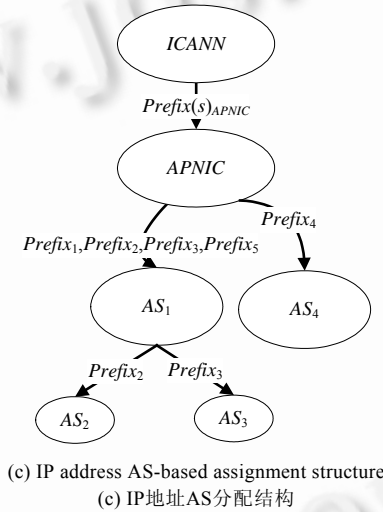 ICANN
Prefix(s)APNIC
APNIC
Prefix4
Prefix1,Prefix2,Prefix3,Prefix5
AS1
AS4
Prefix2 Prefix3
AS2
AS3
(c) IP address AS-based assignment structure
(c) IP地址AS分配结构